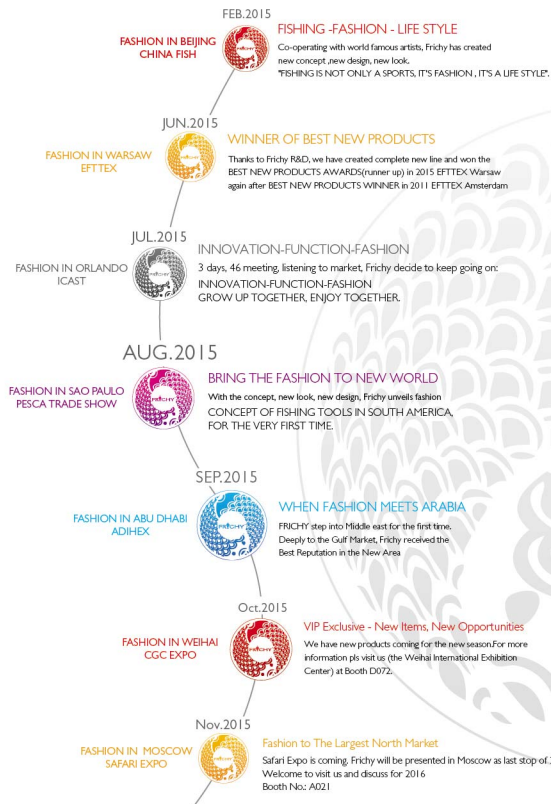 FEB.2015
FASHION IN BEIJING
CHINA FISH
FRICHY
FISHING -FASHION - LIFE STYLE
Co-operating with world famous artists, Frichy has created
new concept ,new design, new look.
"FISHING IS NOT ONLY A SPORTS, IT'S FASHION , IT'S A LIFE STYLE".
JUN.2015
FASHION IN WARSAW
EFTTEX
FRICHY
WINNER OF BEST NEW PRODUCTS
Thanks to Frichy R&D, we have created complete new line and won the
BEST NEW PRODUCTS AWARDS(runner up) in 2015 EFTTEX Warsaw
again after BEST NEW PRODUCTS WINNER in 2011 EFTTEX Amsterdam
JUL.2015
FASHION IN ORLANDO
ICAST
FRICHY
INNOVATION-FUNCTION-FASHION
3 days, 46 meeting, listening to market, Frichy decide to keep going on:
INNOVATION-FUNCTION-FASHION
GROW UP TOGETHER, ENJOY TOGETHER.
AUG.2015
FASHION IN SAO PAULO
PESCA TRADE SHOW
FRICHY
BRING THE FASHION TO NEW WORLD
With the concept, new look, new design, Frichy unveils fashion
CONCEPT OF FISHING TOOLS IN SOUTH AMERICA,
FOR THE VERY FIRST TIME.
SEP.2015
FASHION IN ABU DHABI
ADIHEX
FRICHY
WHEN FASHION MEETS ARABIA
FRICHY step into Middle east for the first time.
Deeply to the Gulf Market, Frichy received the
Best Reputation in the New Area
Oct.2015
FASHION IN WEIHAI
CGC EXPO
FRICHY
VIP Exclusive - New Items, New Opportunities
We have new products coming for the new season.For more
information pls visit us (the Weihai International Exhibition
Center) at Booth D072.
Nov.2015
FASHION IN MOSCOW
SAFARI EXPO
FRICHY
Fashion to The Largest North Market
Safari Expo is coming. Frichy will be presented in Moscow as last stop of
Welcome to visit us and discuss for 2016
Booth No.: A021